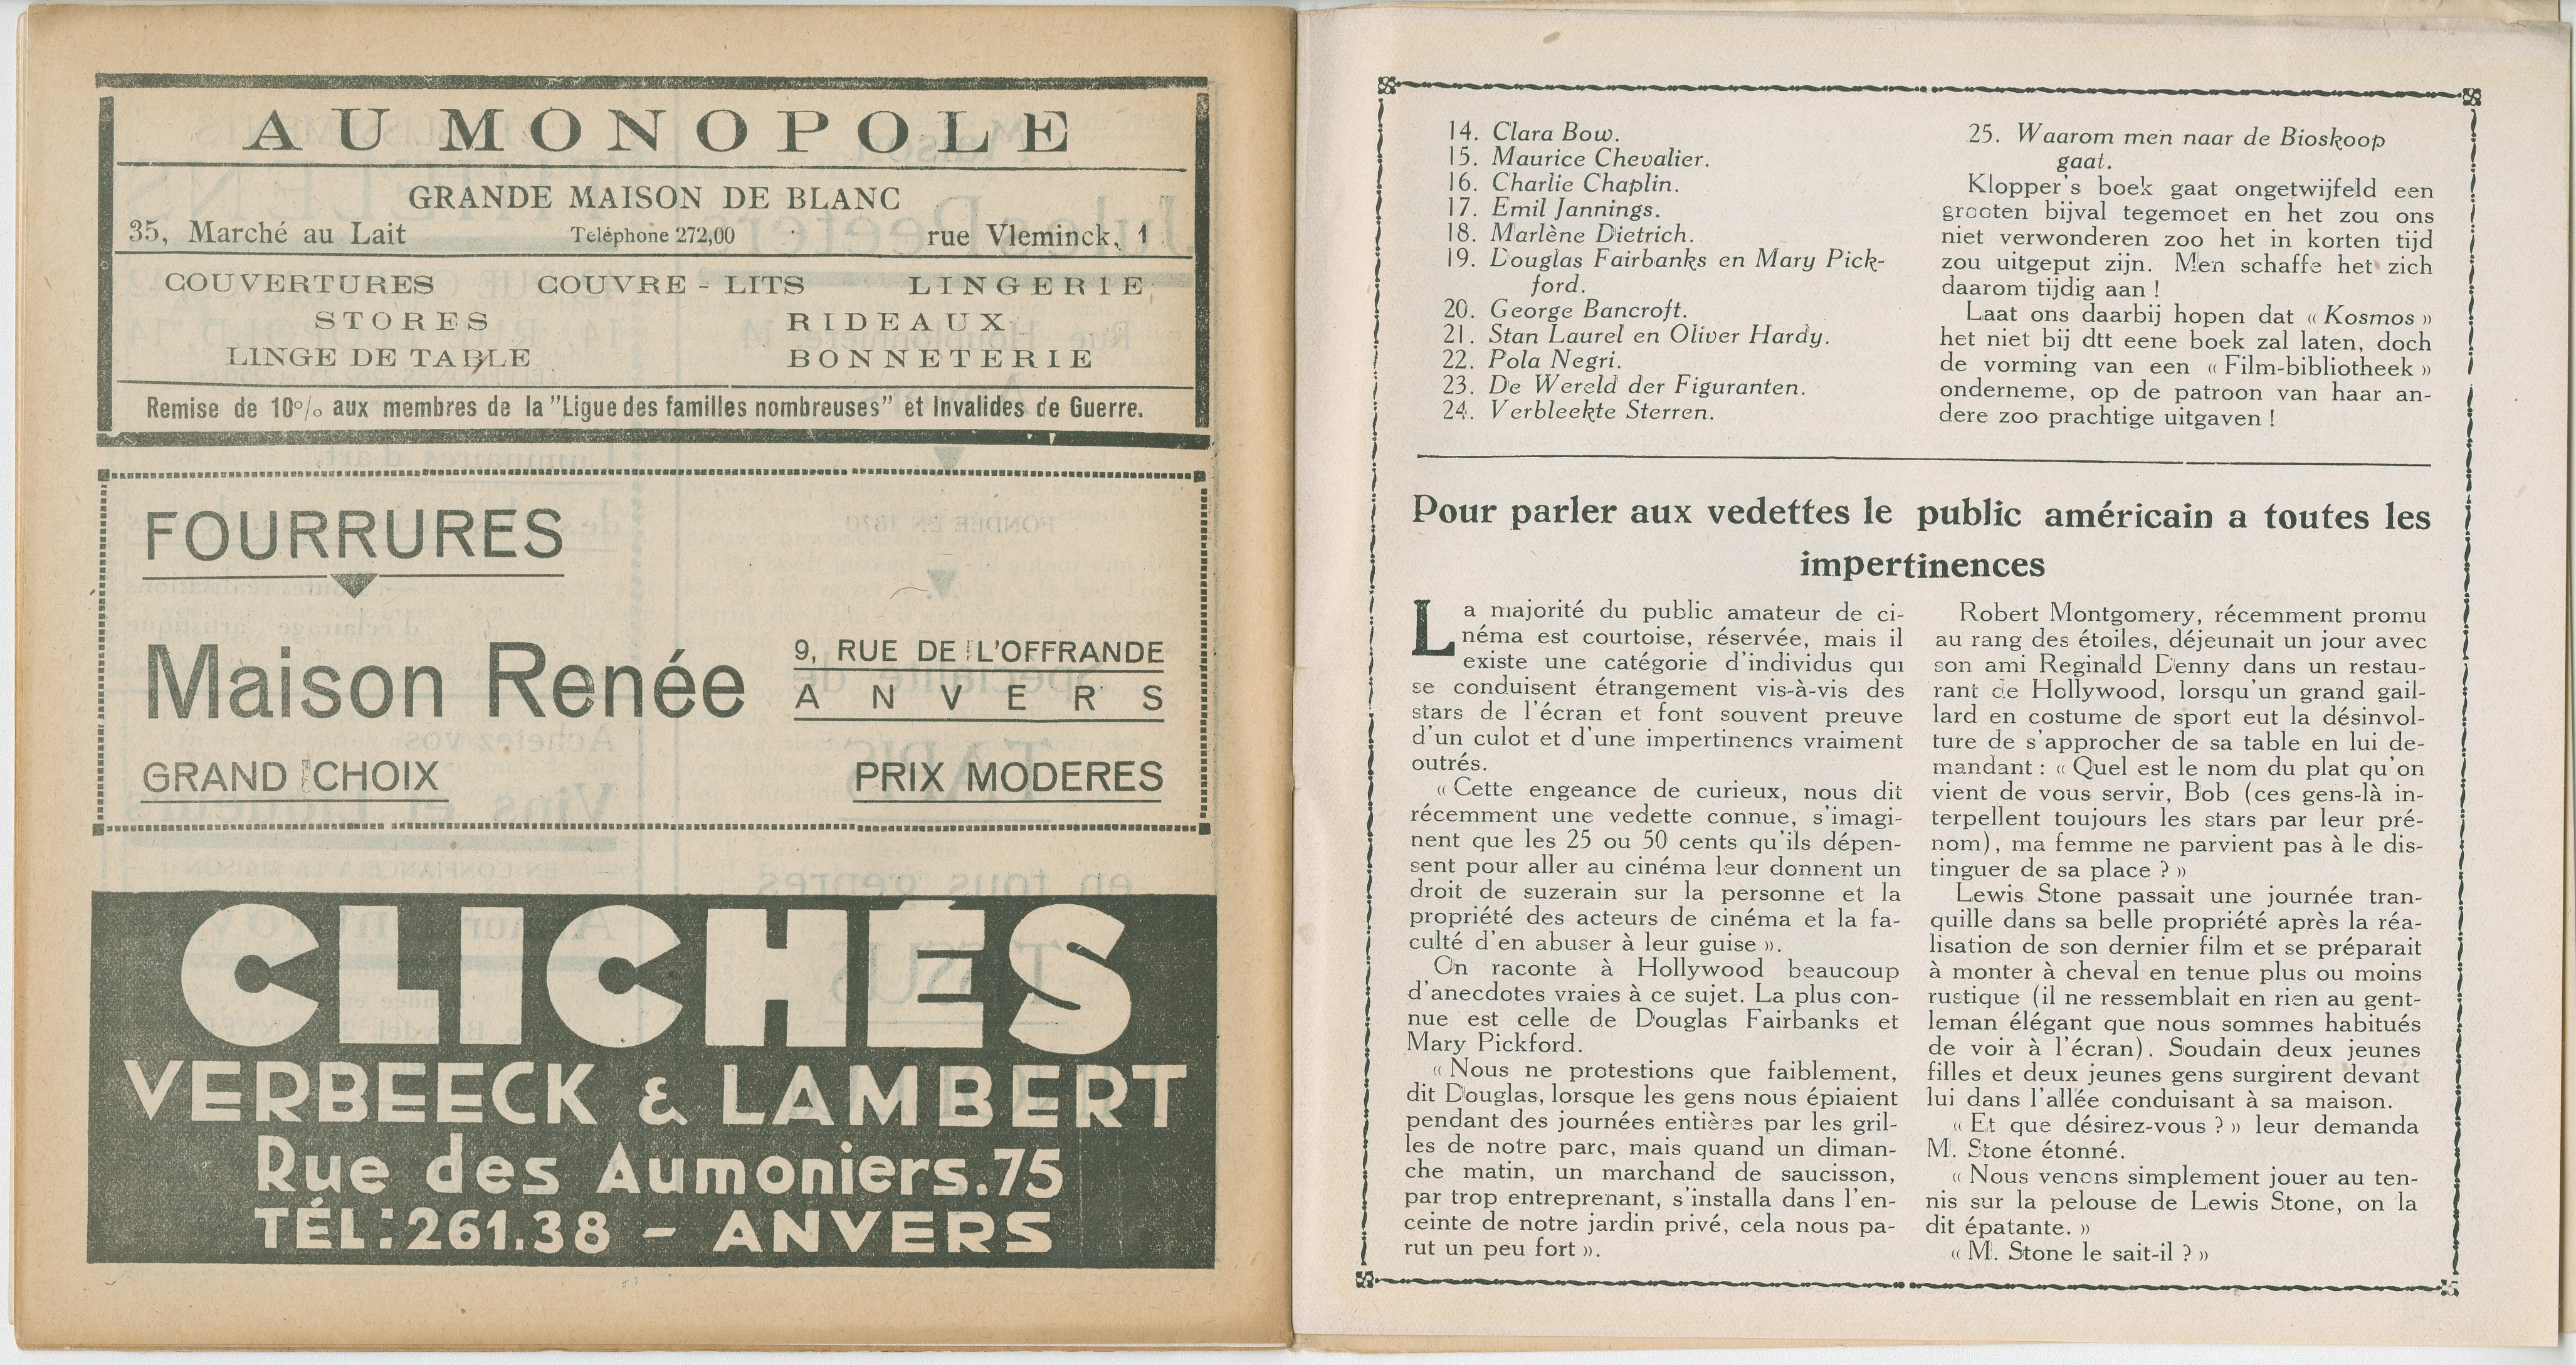 AU MONOPOLE
GRANDE MAISON DE BLANC
35, Marché au Lait Teléphone 272,00 rue Vleminck, 1
COUVERTURES COUVRE - LITS LINGERIE
STORES RIDEAUX
LINGE DE TABLE BONNETERIE
Remise de 10% aux membres de la "Ligue des familles nombreuses" et Invalides de Guerre.
FOURRURES
Maison Renée
9, RUE DE L'OFFRANDE
ANVERS
GRAND CHOIX PRIX MODERES
CLICHÉS
VERBEECK & LAMBERT
Rue des Aumoniers.75
TÉL: 261.38 - ANVERS
14. Clara Bow.
15. Maurice Chevalier.
16. Charlie Chaplin.
17. Emil Jannings.
18. Marlène Dietrich.
19. Douglas Fairbanks en Mary Pick-
ford.
20. George Bancroft.
21. Stan Laurel en Oliver Hardy.
22. Pola Negri.
23. De Wereld der Figuranten.
24. Verbleekte Sterren.
25. Waarom men naar de Bioskoop
gaat.
Klopper's boek gaat ongetwijfeld een
grooten bijval tegemoet en het zou ons
niet verwonderen zoo het in korten tijd
zou uitgeput zijn. Men schaffe het zich
daarom tijdig aan !
Laat ons daarbij hopen dat « Kosmos »
het niet bij dtt eene boek zal laten, doch
de vorming van een « Film-bibliotheek »
onderneme, op de patroon van haar an-
dere zoo prachtige uitgaven !
Pour parler aux vedettes le public américain a toutes les
impertinences
La majorité du public amateur de ci-
néma est courtoise, réservée, mais il
existe une catégorie d'individus qui
se conduisent étrangement vis-à-vis des
stars de l'écran et font souvent preuve
d'un culot et d'une impertinencs vraiment
outrés.
« Cette engeance de curieux, nous dit
récemment une vedette connue, s'imagi-
nent que les 25 ou 50 cents qu'ils dépen-
sent pour aller au cinéma leur donnent un
droit de suzerain sur la personne et la
propriété des acteurs de cinéma et la fa-
culté d'en abuser à leur guise ».
On raconte à Hollywood beaucoup
d'anecdotes vraies à ce sujet. La plus con-
nue est celle de Douglas Fairbanks et
Mary Pickford.
« Nous ne protestions que faiblement,
dit Douglas, lorsque les gens nous épiaient
pendant des journées entières par les gril-
les de notre parc, mais quand un diman-
che matin, un marchand de saucisson,
par trop entreprenant, s'installa dans l'en-
ceinte de notre jardin privé, cela nous pa-
rut un peu fort ».
Robert Montgomery, récemment promu
au rang des étoiles, déjeunait un jour avec
son ami Reginald Denny dans un restau-
rant de Hollywood, lorsqu'un grand gail-
lard en costume de sport eut la désinvol-
ture de s'approcher de sa table en lui de-
mandant : « Quel est le nom du plat qu'on
vient de vous servir, Bob (ces gens-là in-
terpellent toujours les stars par leur pré-
nom), ma femme ne parvient pas à le dis-
tinguer de sa place ? »
Lewis Stone passait une journée tran-
quille dans sa belle propriété après la réa-
lisation de son dernier film et se préparait
à monter à cheval en tenue plus ou moins
rustique (il ne ressemblait en rien au gent-
leman élégant que nous sommes habitués
de voir à l'écran). Soudain deux jeunes
filles et deux jeunes gens surgirent devant
lui dans l'allée conduisant à sa maison.
« Et que désirez-vous ? » leur demanda
M. Stone étonné.
« Nous venons simplement jouer au ten-
nis sur la pelouse de Lewis Stone, on la
dit épatante. »
« M. Stone le sait-il ? »